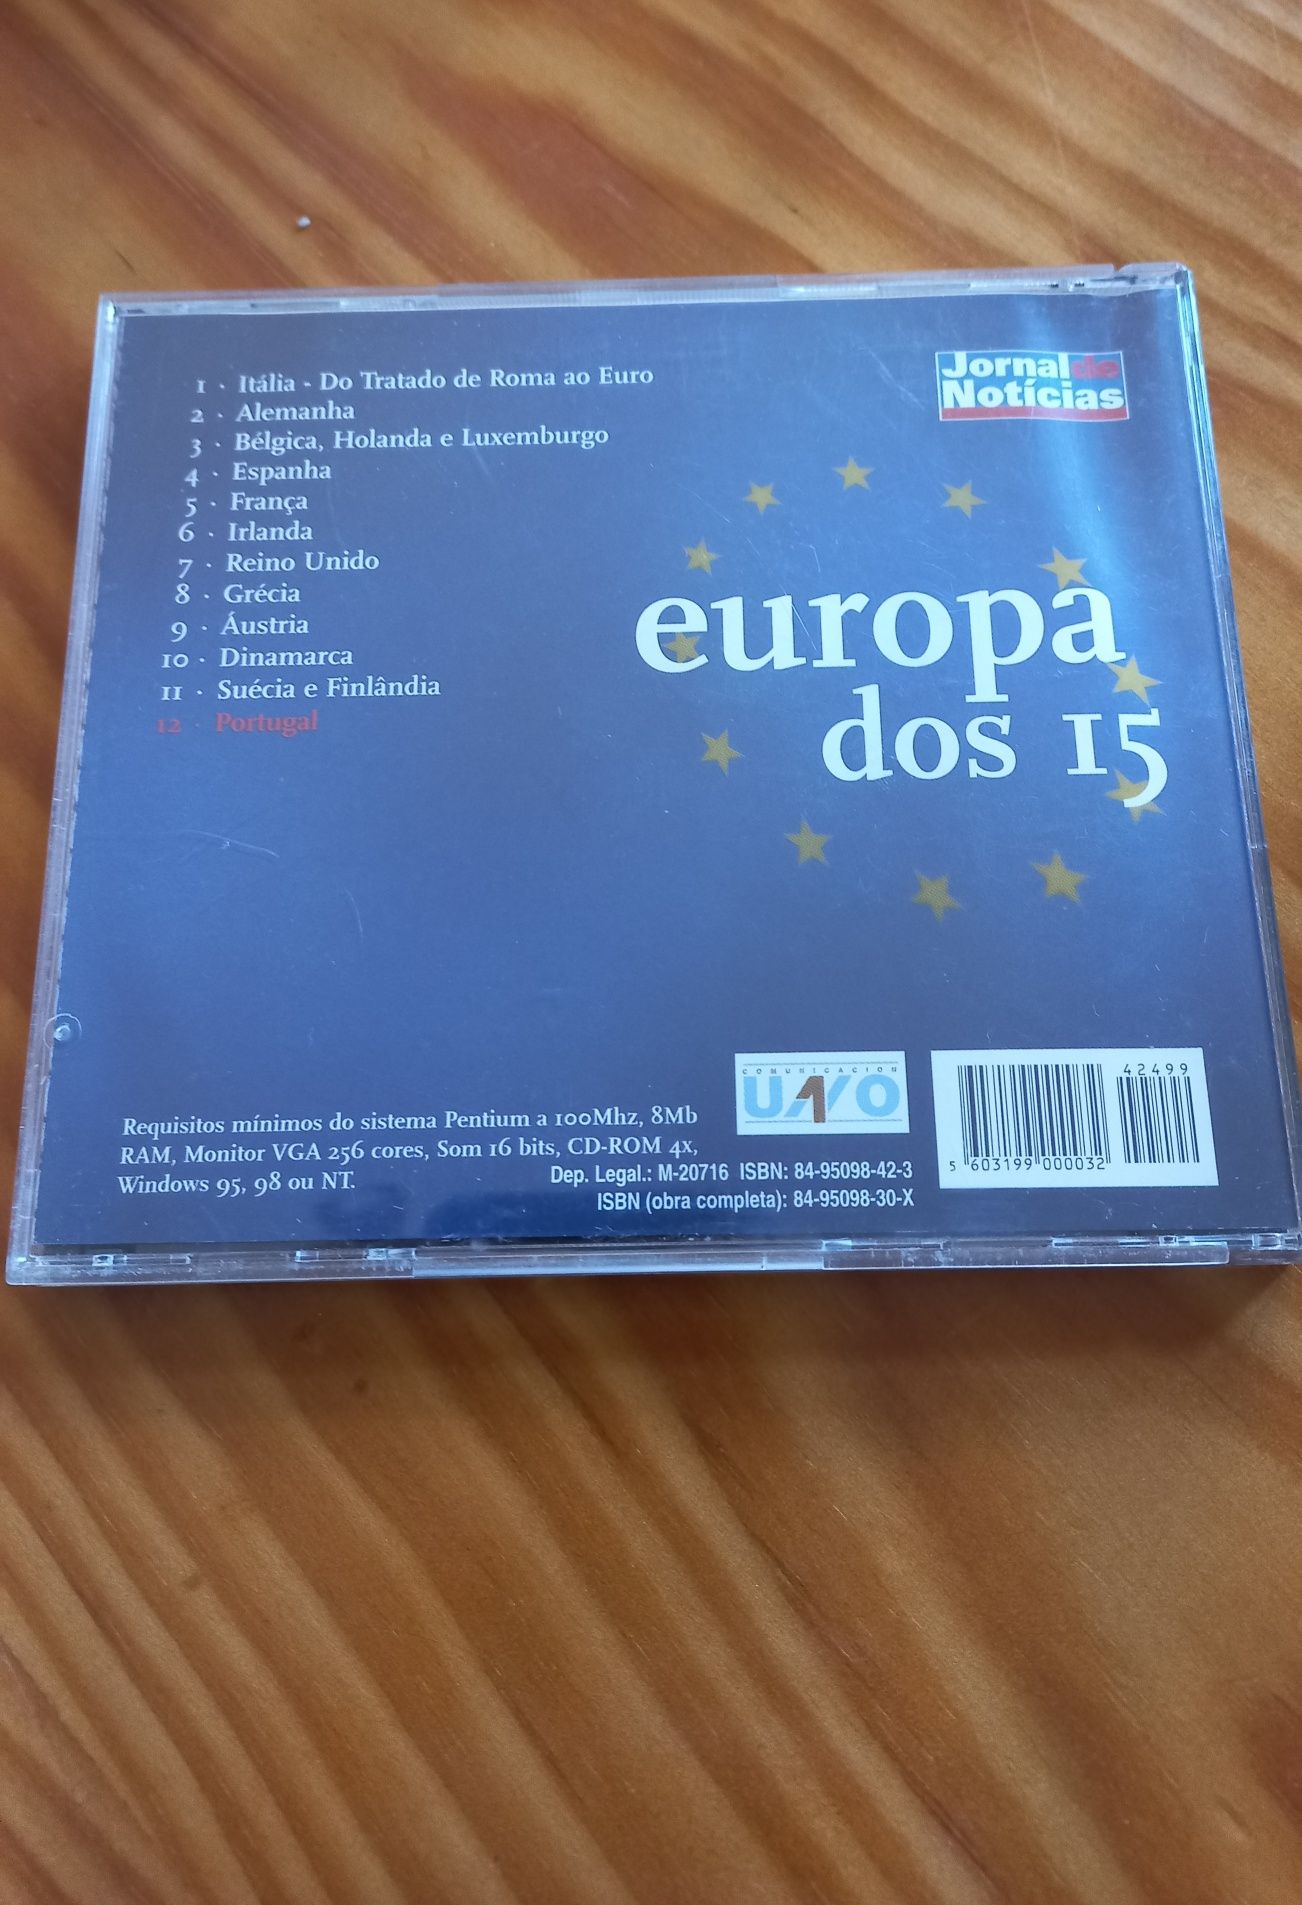 1 · Itália - Do Tratado de Roma ao Euro
2 · Alemanha
3 · Bélgica, Holanda e Luxemburgo
4 · Espanha
5 · França
6 · Irlanda
7 · Reino Unido
8 · Grécia
9 · Áustria
10 · Dinamarca
11 · Suécia e Finlândia
12 · Portugal
Jornal de
Notícias
europa
dos 15
Requisitos mínimos do sistema Pentium a 100Mhz, 8Mb
RAM, Monitor VGA 256 cores, Som 16 bits, CD-ROM 4x,
Windows 95, 98 ou NT.
COMUNICACION
UNO
Dep. Legal.: M-20716 ISBN: 84-95098-42-3
ISBN (obra completa): 84-95098-30-X
42499
5 603199 000032